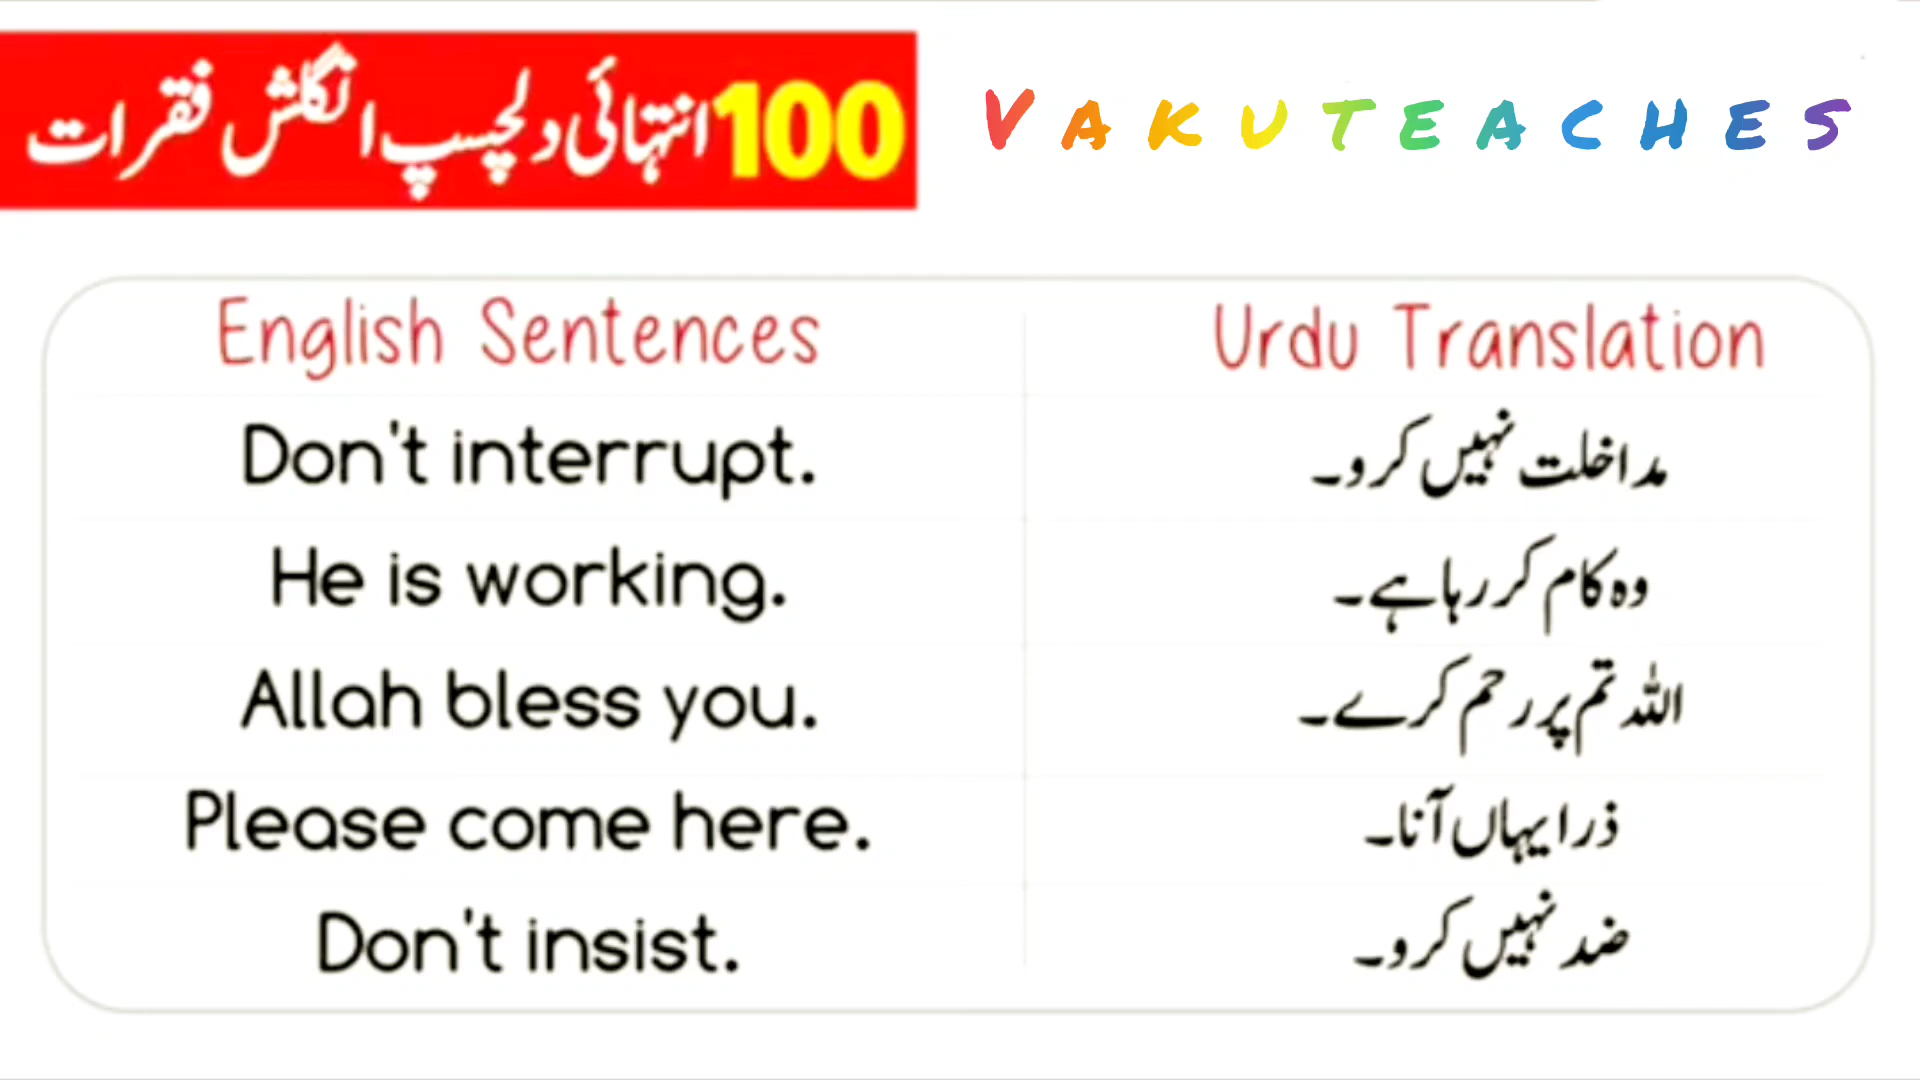 100 انتہائی دلچسپ انگلش فقرات
VAKUTEACHES
English Sentences
Urdu Translation
Don't interrupt.
مداخلت نہیں کرو۔
He is working.
وہ کام کر رہا ہے۔
Allah bless you.
اللہ تم پر رحم کرے۔
Please come here.
ذرا یہاں آنا۔
Don't insist.
ضد نہیں کرو۔